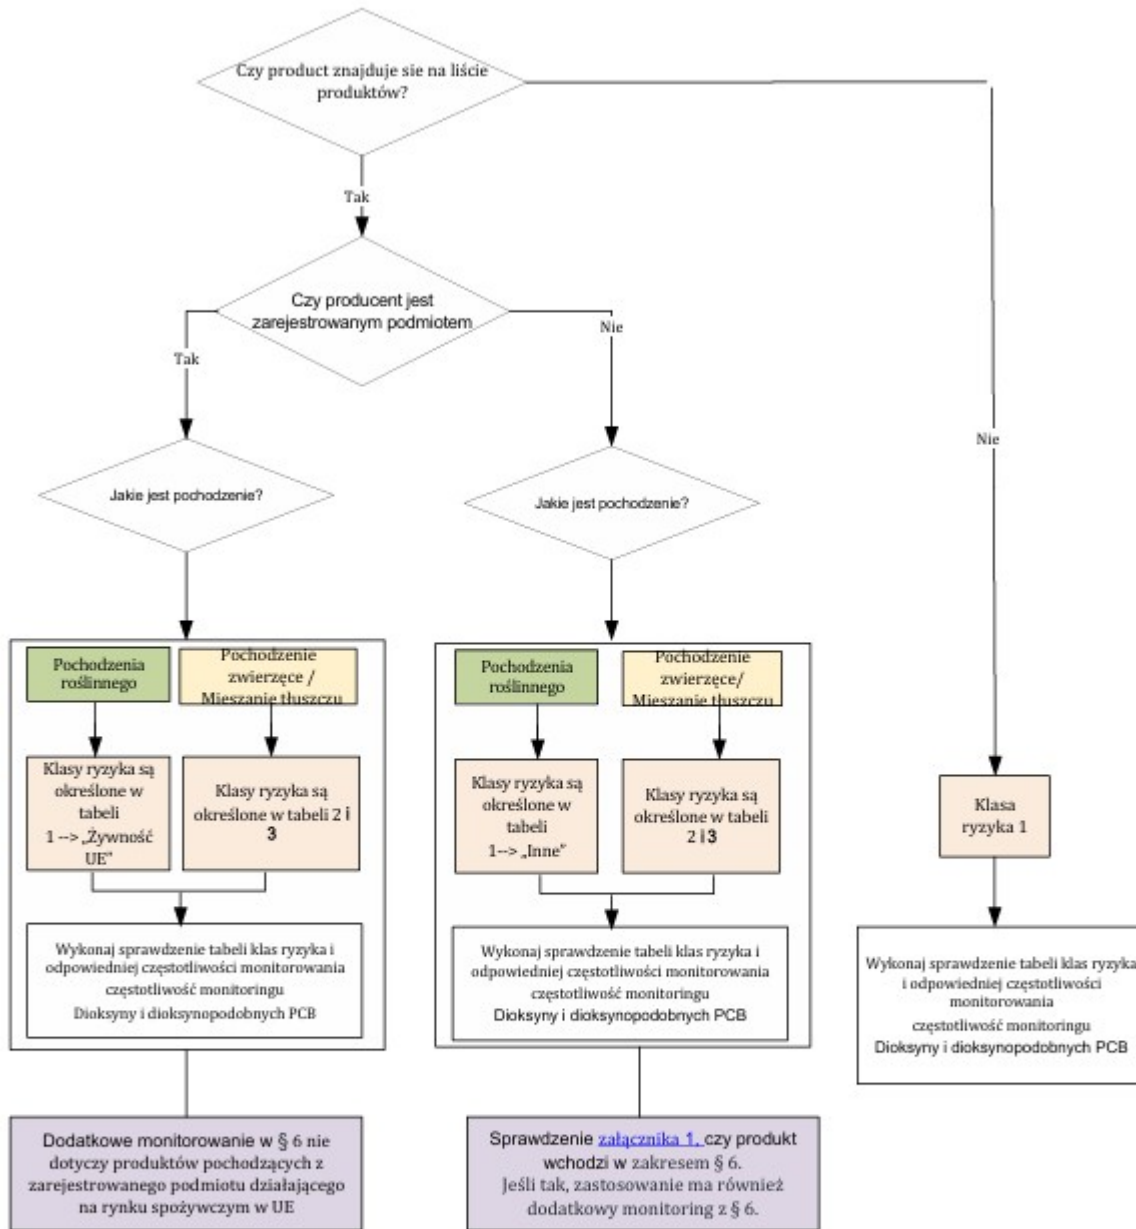 Czy product znajduje sie na liście
produktów?
Tak
Czy producent jest
zarejestrowanym podmiotem
Tak
Nie
Nie
Jakie jest pochodzenie?
Jakie jest pochodzenie?
Pochodzenia
roślinnego
Pochodzenie
zwierzęce /
Mieszanie tłuszczu
Klasy ryzyka są
określone w
tabeli
1 --> „Żywność
UE”
Klasy ryzyka są
określone w tabeli 2 i
3
Wykonaj sprawdzenie tabeli klas ryzyka i
odpowiedniej częstotliwości monitorowania
częstotliwość monitoringu
Dioksyny i dioksynopodobnych PCB
Dodatkowe monitorowanie w § 6 nie
dotyczy produktów pochodzących z
zarejestrowanego podmiotu działającego
na rynku spożywczym w UE
Pochodzenia
roślinnego
Pochodzenie
zwierzęce/
Mieszanie tłuszczu
Klasy ryzyka są
określone w
tabeli
1--> „Inne”
Klasy ryzyka są
określone w tabeli
2 i 3
Wykonaj sprawdzenie tabeli klas ryzyka i
odpowiedniej częstotliwości monitorowania
częstotliwość monitoringu
Dioksyny i dioksynopodobnych PCB
Sprawdzenie załącznika 1, czy produkt
wchodzi w zakresem § 6.
Jeśli tak, zastosowanie ma również
dodatkowy monitoring z § 6.
Klasa
ryzyka 1
Wykonaj sprawdzenie tabeli klas ryzyka
i odpowiedniej częstotliwości
monitorowania
częstotliwość monitoringu
Dioksyny i dioksynopodobnych PCB